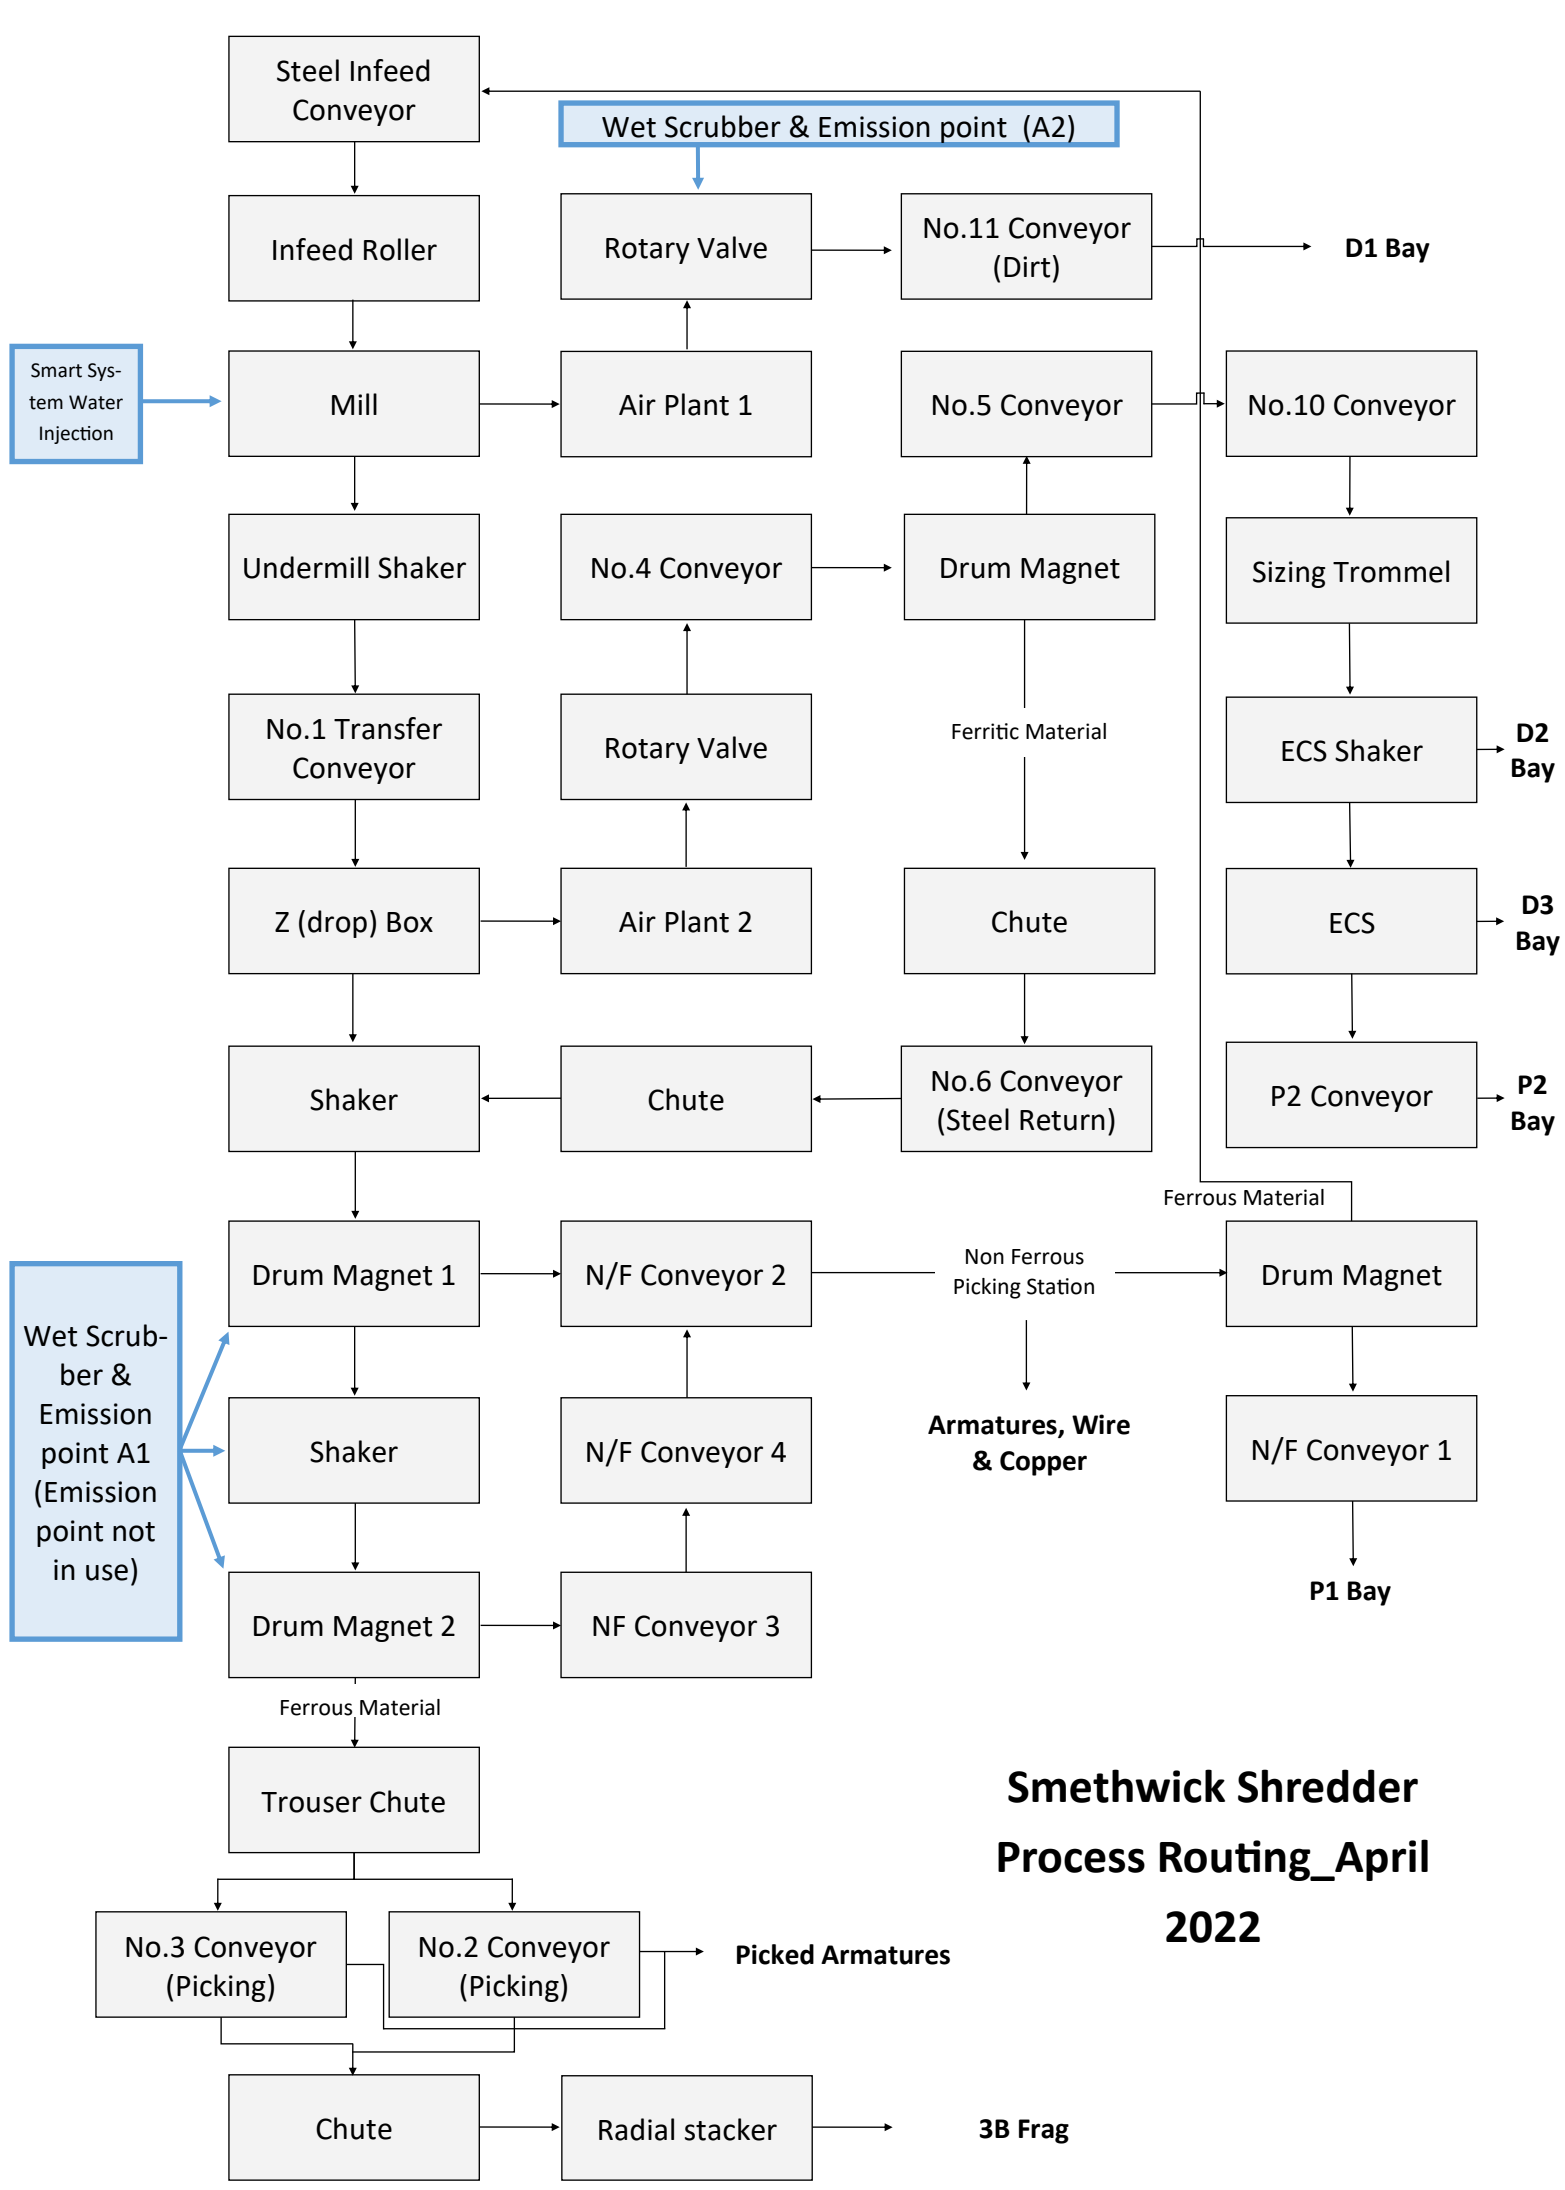 Steel Infeed
Conveyor
Wet Scrubber & Emission point  (A2)
Infeed Roller
Rotary Valve
No.11 Conveyor
(Dirt)
D1 Bay
Smart Sys-
tem Water
Injection
Mill
Air Plant 1
No.5 Conveyor
No.10 Conveyor
Undermill Shaker
No.4 Conveyor
Drum Magnet
Sizing Trommel
No.1 Transfer
Conveyor
Rotary Valve
Ferritic Material
ECS Shaker
D2
Bay
Z (drop) Box
Air Plant 2
Chute
ECS
D3
Bay
Shaker
Chute
No.6 Conveyor
(Steel Return)
P2 Conveyor
P2
Bay
Ferrous Material
Drum Magnet 1
N/F Conveyor 2
Non Ferrous
Picking Station
Drum Magnet
Wet Scrub-
ber &
Emission
point A1
(Emission
point not
in use)
Shaker
N/F Conveyor 4
Armatures, Wire
& Copper
N/F Conveyor 1
P1 Bay
Drum Magnet 2
NF Conveyor 3
Ferrous Material
Trouser Chute
Smethwick Shredder
Process Routing_April
2022
No.3 Conveyor
(Picking)
No.2 Conveyor
(Picking)
Picked Armatures
Chute
Radial stacker
3B Frag